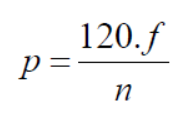 p = 120.f / n